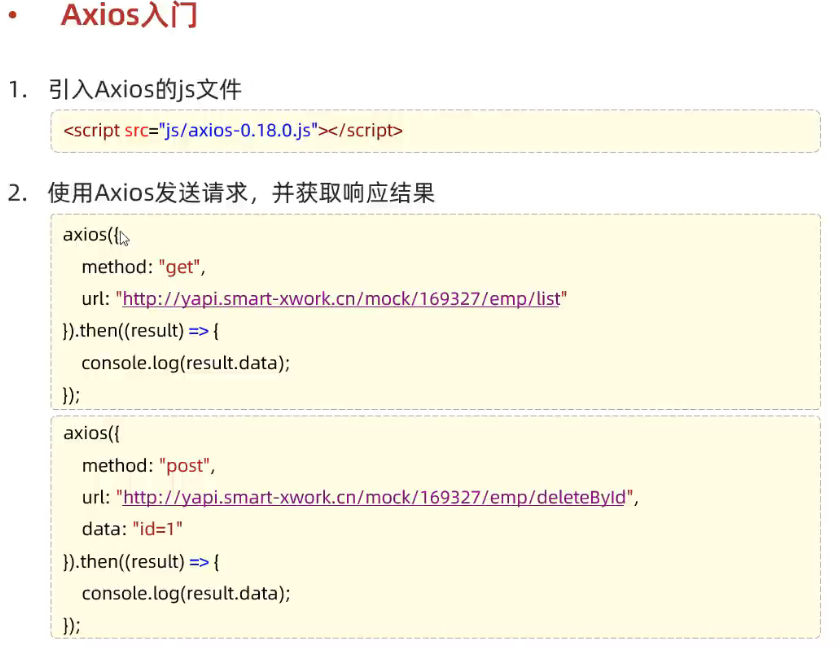 • Axios入门
1. 引入Axios的js文件
<script src="js/axios-0.18.0.js"></script>
2. 使用Axios发送请求，并获取响应结果
axios({
method: "get",
url: "http://yapi.smart-xwork.cn/mock/169327/emp/list"
}).then((result) => {
console.log(result.data);
});
axios({
method: "post",
url: "http://yapi.smart-xwork.cn/mock/169327/emp/deleteById",
data: "id=1"
}).then((result) => {
console.log(result.data);
});